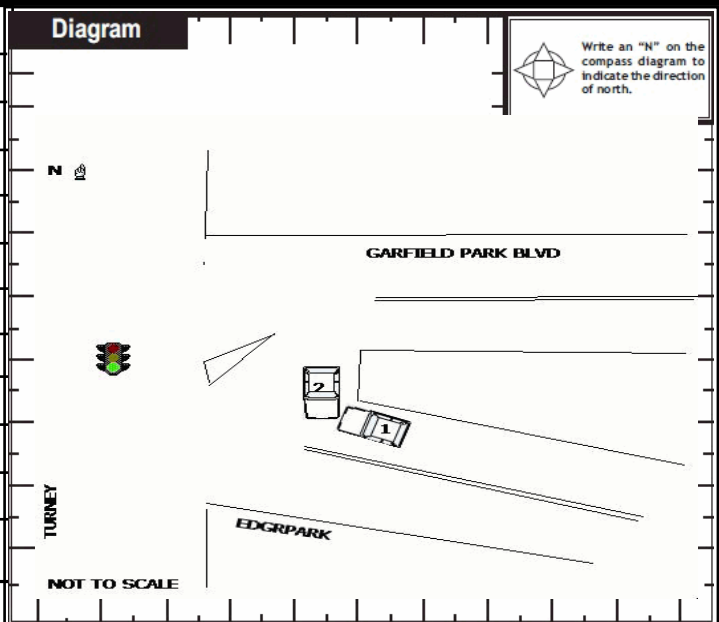 Diagram
Write an “N” on the
compass diagram to
indicate the direction
of north.
N
GARFIELD PARK BLVD
2
1
TURNEY
EDGRPARK
NOT TO SCALE